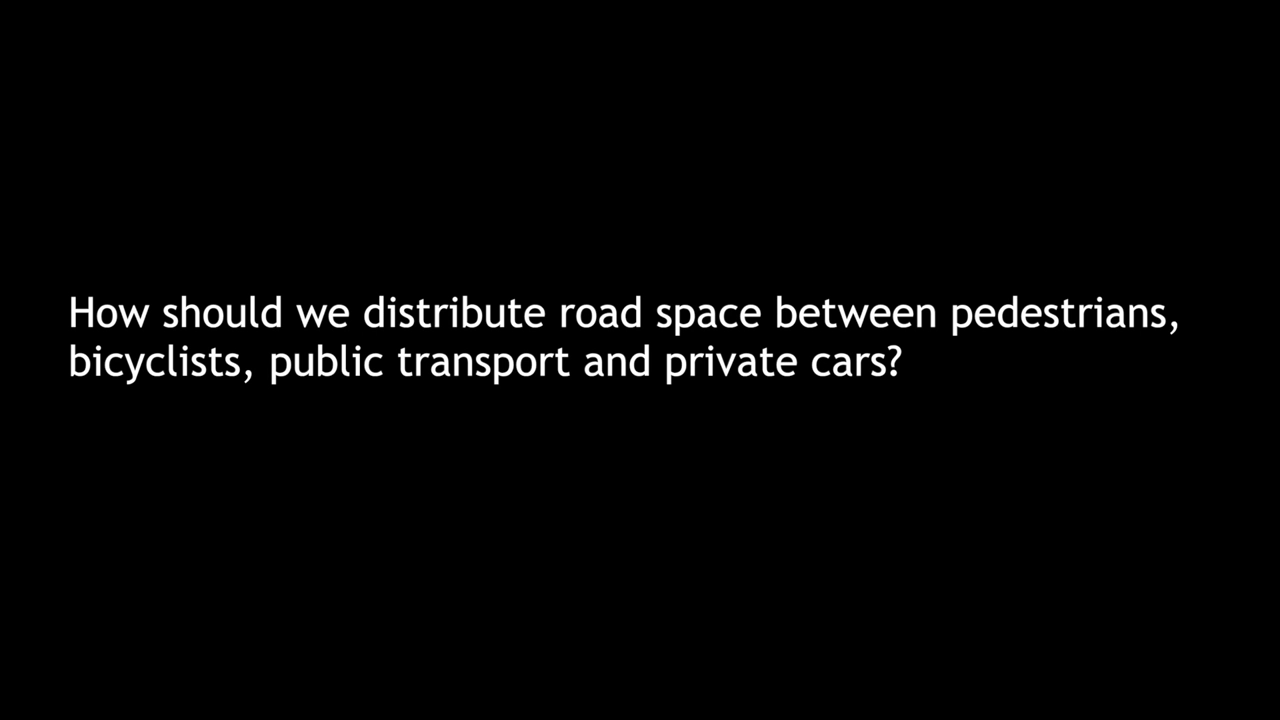 How should we distribute road space between pedestrians,
bicyclists, public transport and private cars?